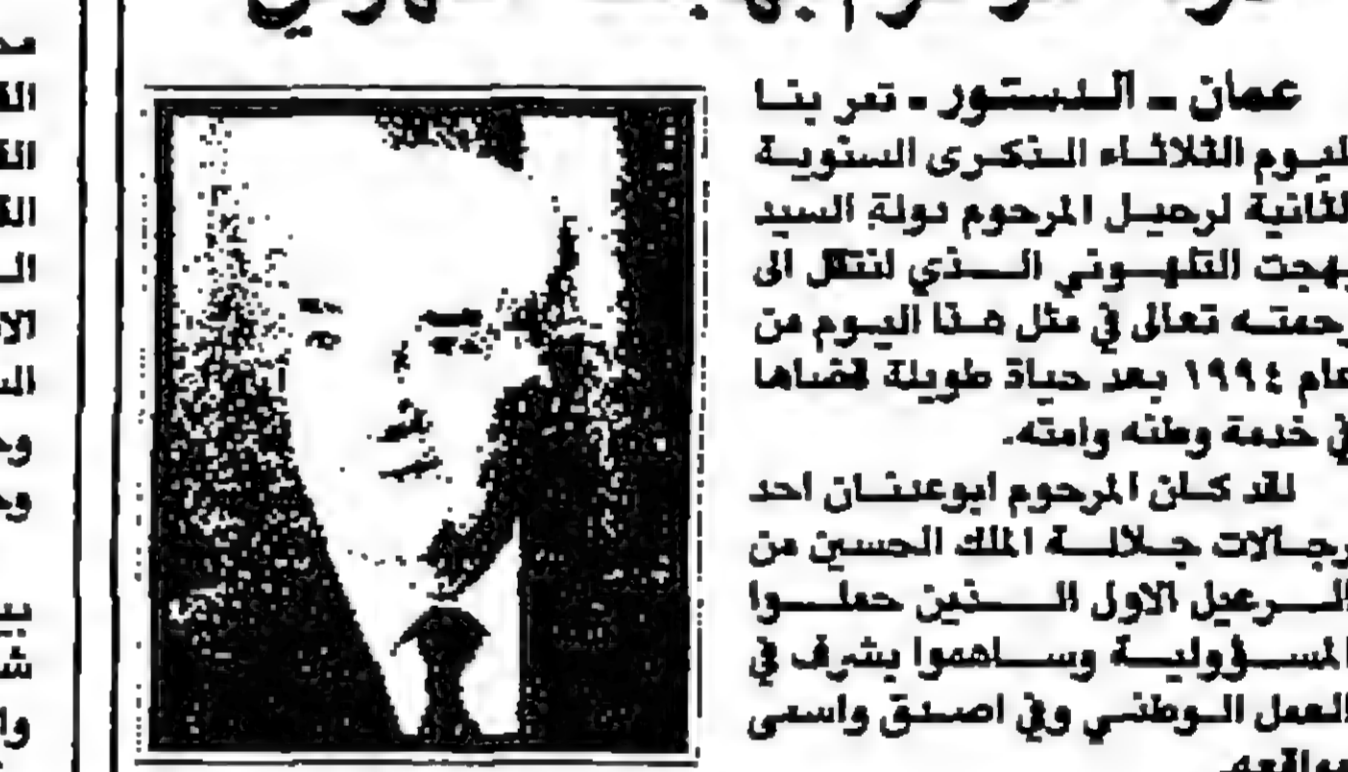 عمان ـ الدستور ـ تمر بنا
اليوم الثلاثاء الذكرى السنوية
الثانية لرحيل المرحوم دولة السيد
بهجت التلهوني الذي انتقل الى
رحمته تعالى في مثل هذا اليوم من
عام ١٩٩٤ بعد حياة طويلة قضاها
في خدمة وطنه وامته.
لقد كان المرحوم ابوعدنان احد
رجالات جلالة الملك الحسين من
الرعيل الاول الذين حملوا
المسؤولية وساهموا بشرف في
العمل الوطني وفي اصدق واسمى
مواقعه